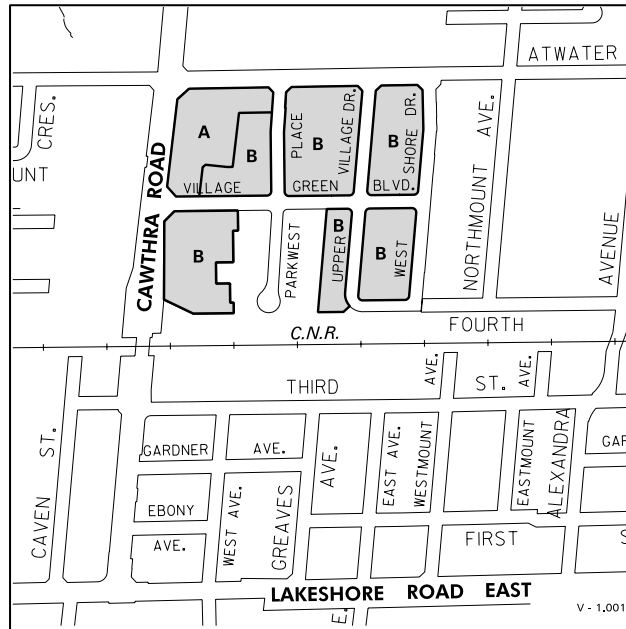 ATWATER
CRES.
UNT
CAWTHRA ROAD
A
B
PLACE
B
VILLAGE DR.
B
SHORE DR.
NORTHMOUNT AVE.
AVENUE
VILLAGE GREEN BLVD.
B
PARKWEST
B
UPPER
B
WEST
C.N.R.
FOURTH
THIRD ST.
AVE.
AVE.
CAVEN ST.
GARDNER AVE.
AVE.
EAST AVE.
WESTMOUNT
EASTMOUNT
ALEXANDRA
GAR
EBONY
AVE.
WEST AVE.
GREAVES
FIRST
S
LAKESHORE ROAD EAST
E.
V - 1.001